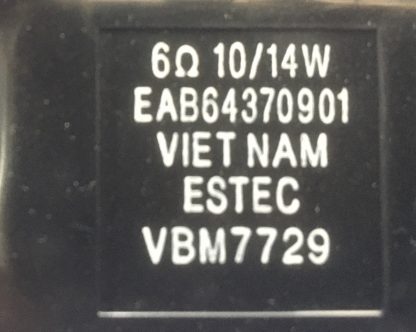 6Ω 10/14W
EAB64370901
VIET NAM
ESTEC
VBM7729